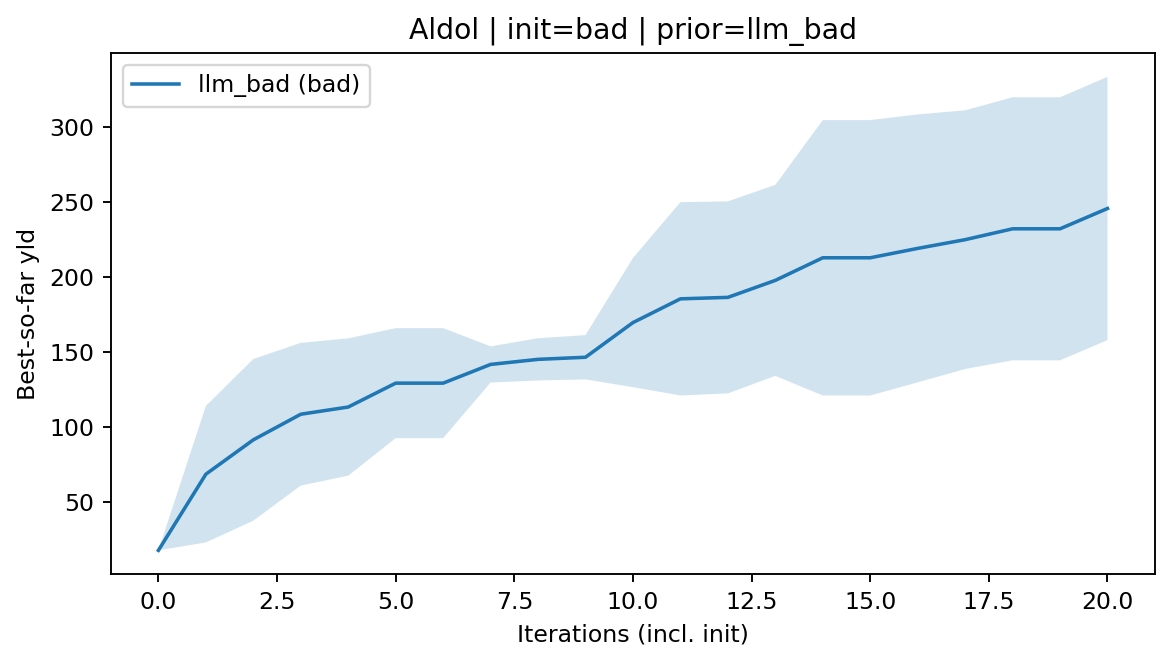 Aldol | init=bad | prior=llm_bad
llm_bad (bad)
Best-so-far yld
300
250
200
150
100
50
0.0 2.5 5.0 7.5 10.0 12.5 15.0 17.5 20.0
Iterations (incl. init)